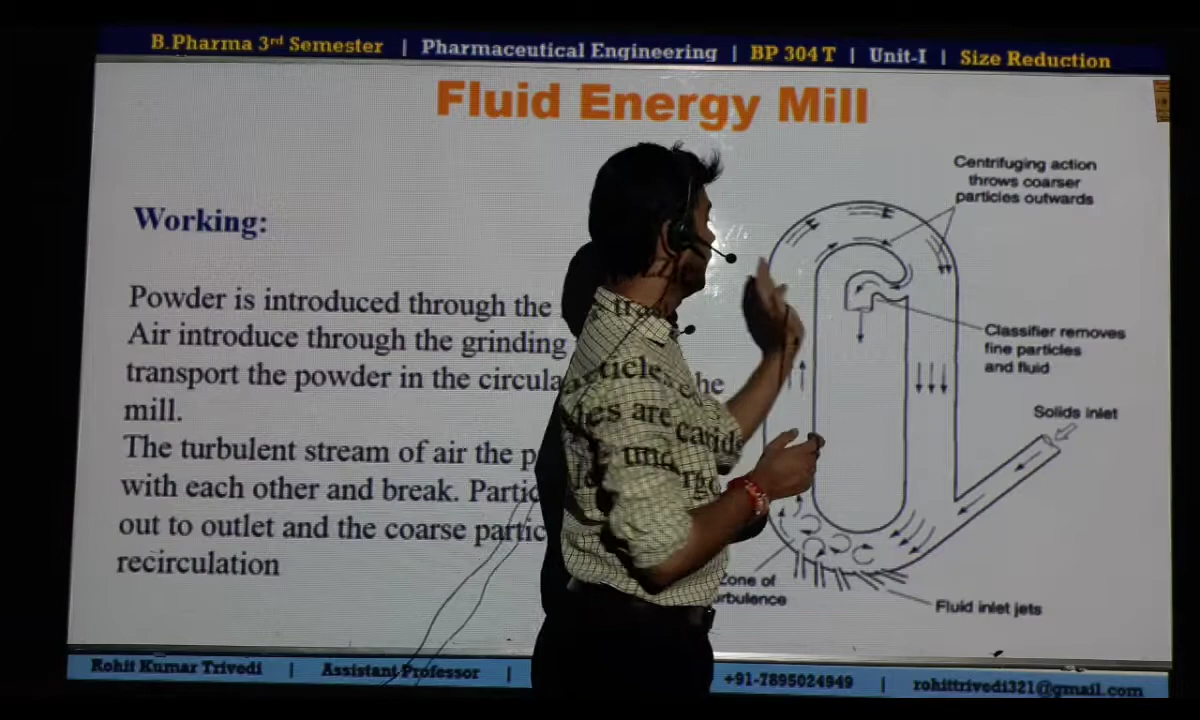 B.Pharma 3rd Semester | Pharmaceutical Engineering | BP 304 T | Unit-I | Size Reduction
Fluid Energy Mill
Working:
Powder is introduced through the
Air introduce through the grinding
transport the powder in the circula
mill.
The turbulent stream of air the p
with each other and break. Partic
out to outlet and the coarse partic
recirculation
Centrifuging action
throws coarser
particles outwards
Classifier removes
fine particles
and fluid
Solids inlet
Zone of
urbulence
Fluid inlet jets
Rohit Kumar Trivedi | Assistant Professor |
+91-7895024949 | rohittrivedi321@gmail.com